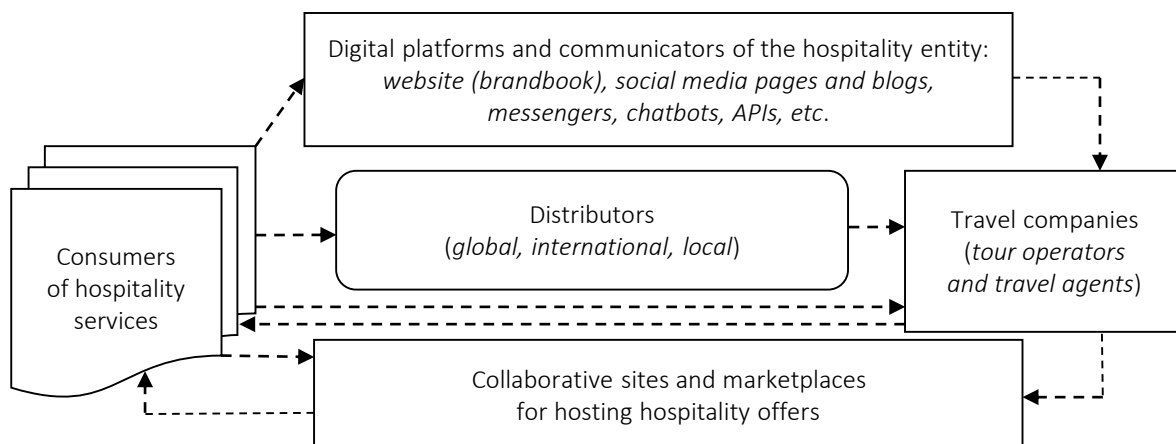 Digital platforms and communicators of the hospitality entity:
website (brandbook), social media pages and blogs,
messengers, chatbots, APIs, etc.
Distributors
(global, international, local)
Travel companies
(tour operators
and travel agents)
Consumers
of hospitality
services
Collaborative sites and marketplaces
for hosting hospitality offers